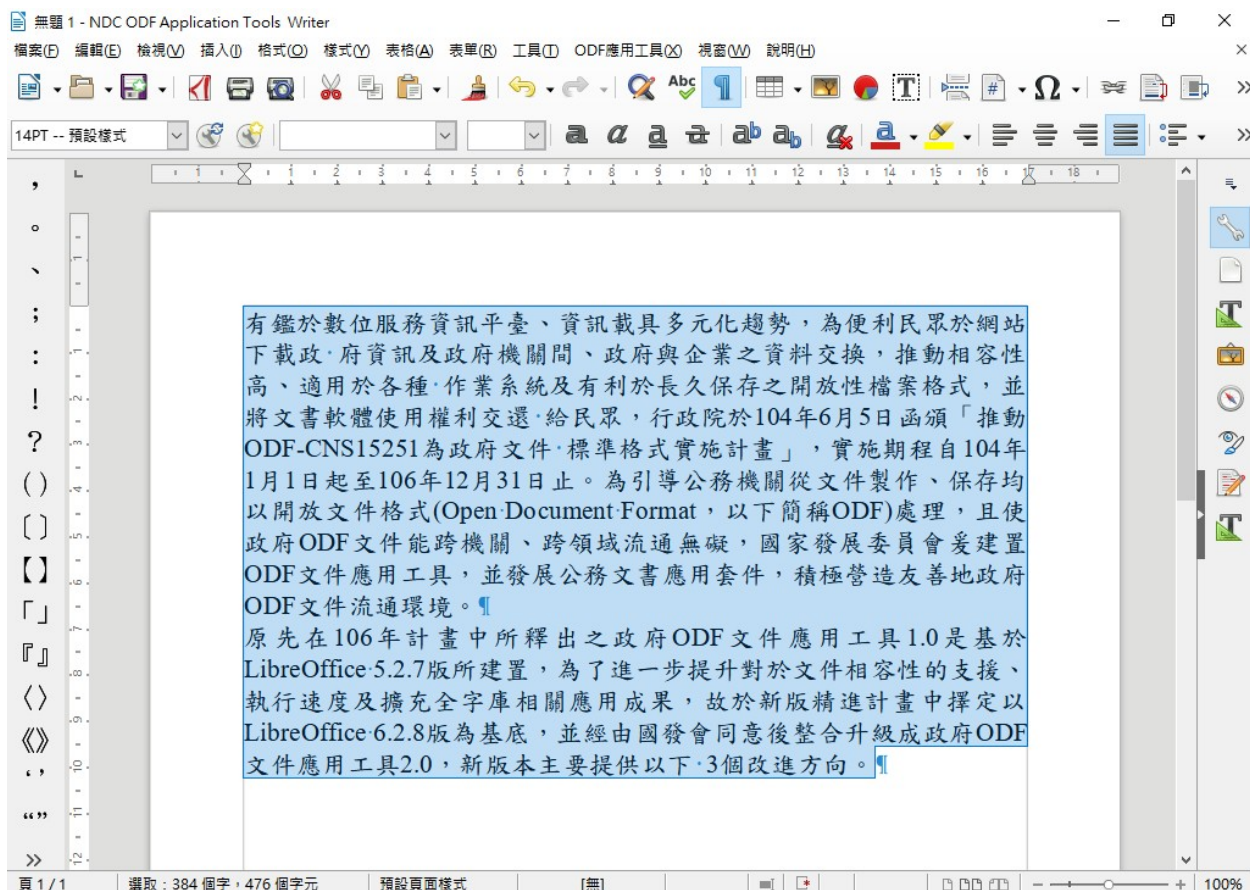 無題 1 - NDC ODF Application Tools Writer
檔案(F) 編輯(E) 檢視(V) 插入(I) 格式(O) 樣式(Y) 表格(A) 表單(R) 工具(T) ODF應用工具(X) 視窗(W) 說明(H)
14PT -- 預設樣式
1 1 2 3 4 5 6 7 8 9 10 11 12 13 14 15 16 17 18
有鑑於數位服務資訊平臺、資訊載具多元化趨勢，為便利民眾於網站
下載政·府資訊及政府機關間、政府與企業之資料交換，推動相容性
高、適用於各種·作業系統及有利於長久保存之開放性檔案格式，並
將文書軟體使用權利交還·給民眾，行政院於104年6月5日函頒「推動
ODF-CNS15251為政府文件·標準格式實施計畫」，實施期程自104年
1月1日起至106年12月31日止。為引導公務機關從文件製作、保存均
以開放文件格式(Open·Document·Format，以下簡稱ODF)處理，且使
政府ODF文件能跨機關、跨領域流通無礙，國家發展委員會爰建置
ODF文件應用工具，並發展公務文書應用套件，積極營造友善地政府
ODF文件流通環境。¶
原先在106年計畫中所釋出之政府ODF文件應用工具1.0是基於
LibreOffice·5.2.7版所建置，為了進一步提升對於文件相容性的支援、
執行速度及擴充全字庫相關應用成果，故於新版精進計畫中擇定以
LibreOffice·6.2.8版為基底，並經由國發會同意後整合升級成政府ODF
文件應用工具2.0，新版本主要提供以下·3個改進方向。¶
，
。
、
；
：
！
？
( )
〔 〕
【 】
「 」
『 』
〈 〉
《 》
‘ ’
“ ”
頁 1 / 1 選取：384 個字，476 個字元 預設頁面樣式 [無] 100%